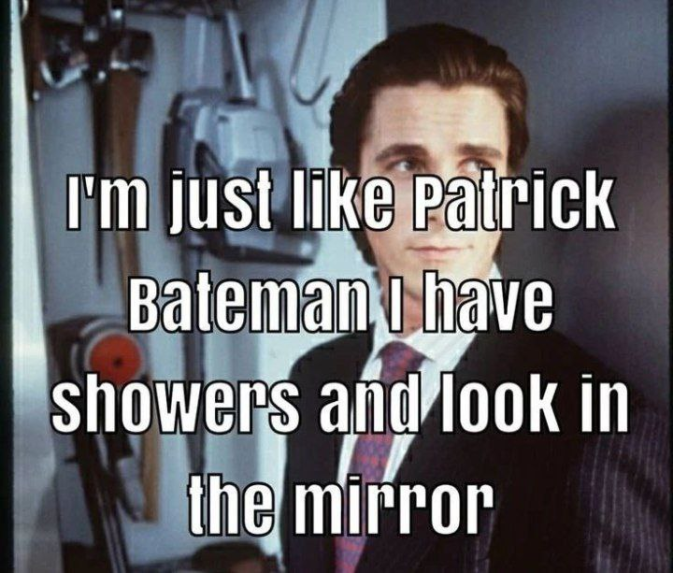 I'm just like Patrick
Bateman I have
showers and look in
the mirror